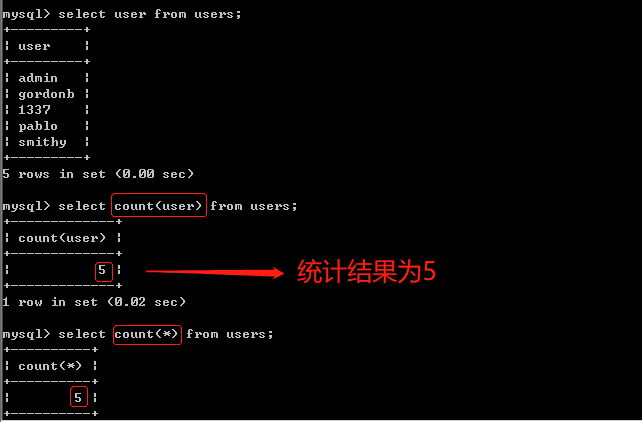 mysql> select user from users;
+---------+
| user    |
+---------+
| admin   |
| gordonb |
| 1337    |
| pablo   |
| smithy  |
+---------+
5 rows in set (0.00 sec)
mysql> select count(user) from users;
+-------------+
| count(user) |
+-------------+
|           5 | 统计结果为5
+-------------+
1 row in set (0.02 sec)
mysql> select count(*) from users;
+----------+
| count(*) |
+----------+
|        5 |
+----------+